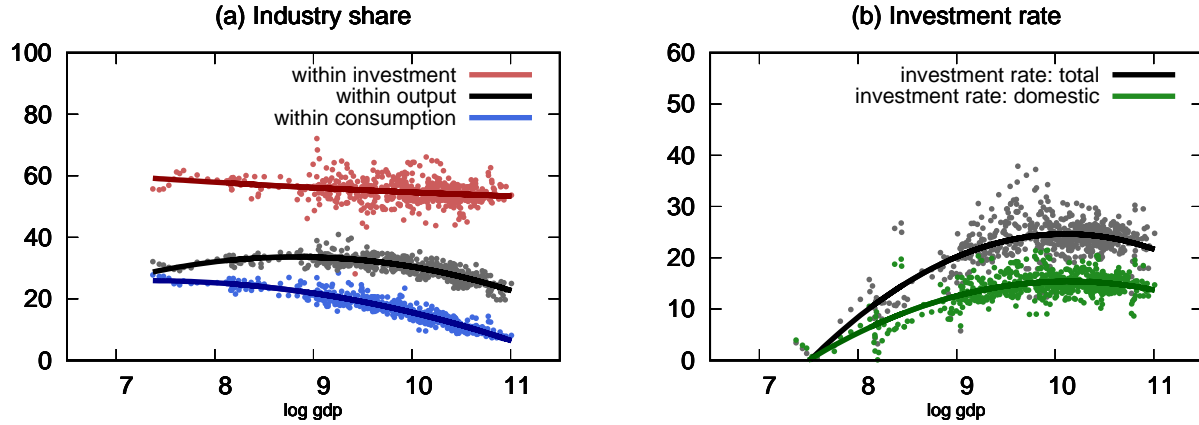 (a) Industry share
100
80
60
40
20
0
within investment
within output
within consumption
7 8 9 10 11
log gdp
(b) Investment rate
60
50
40
30
20
10
0
investment rate: total
investment rate: domestic
7 8 9 10 11
log gdp